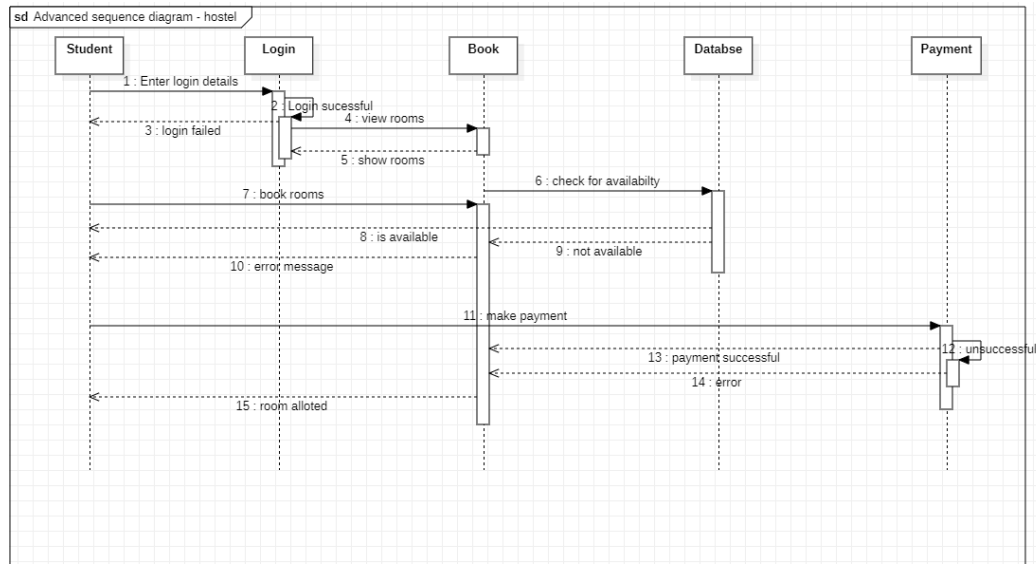 sd Advanced sequence diagram - hostel
Student
Login
Book
Databse
Payment
1 : Enter login details
2 : Login sucessful
3 : login failed
4 : view rooms
5 : show rooms
6 : check for availabilty
7 : book rooms
8 : is available
9 : not available
10 : error message
11 : make payment
12 : unsuccessful
13 : payment successful
14 : error
15 : room alloted